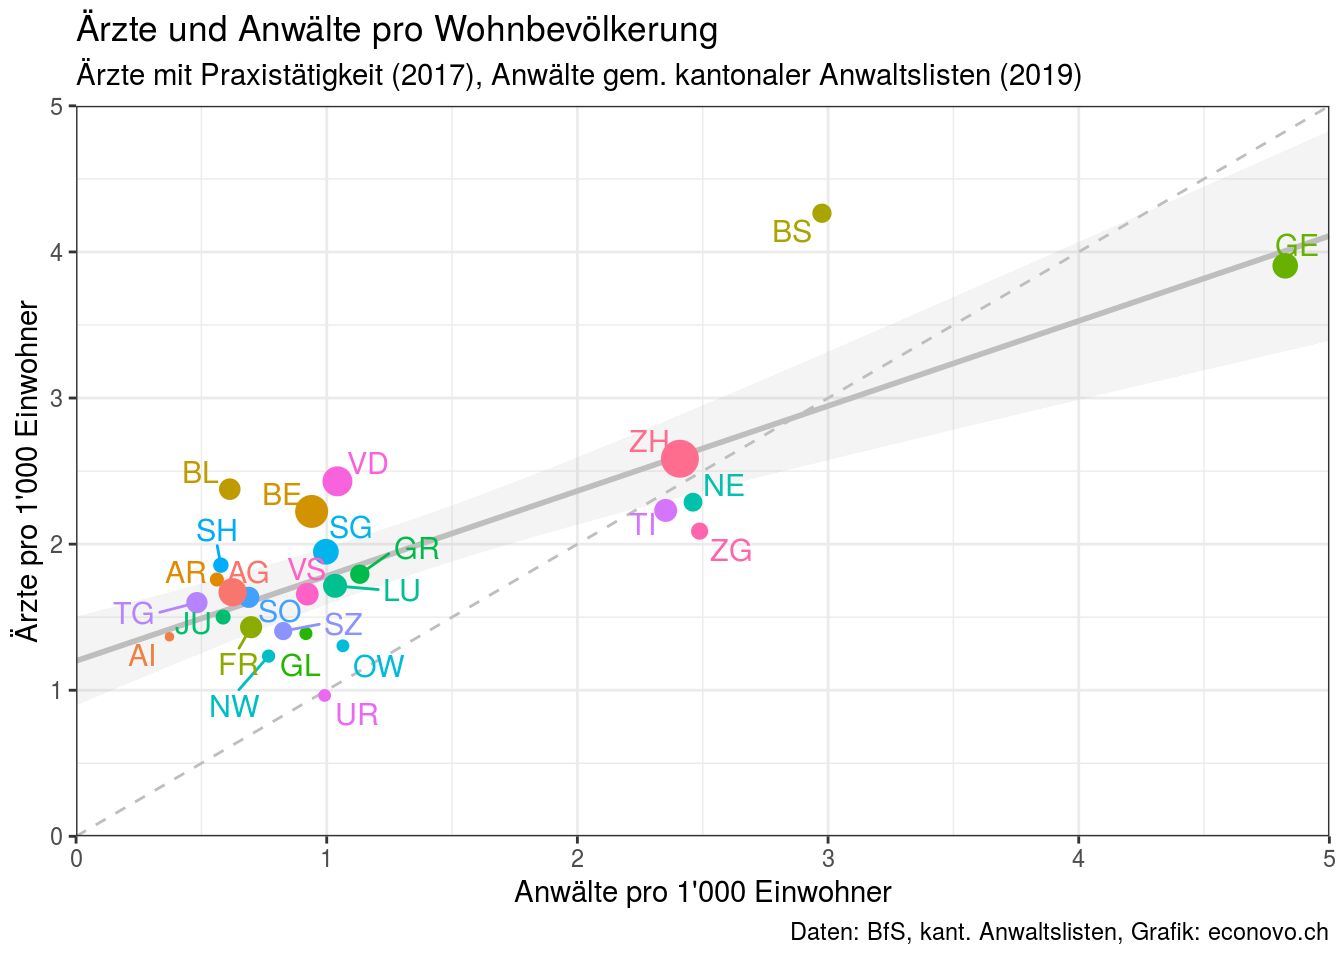 Ärzte und Anwälte pro Wohnbevölkerung
Ärzte mit Praxistätigkeit (2017), Anwälte gem. kantonaler Anwaltslisten (2019)
Ärzte pro 1'000 Einwohner
5
4
3
2
1
0
BS
GE
ZH
VD
BL
BE
NE
TI
ZG
SH
SG
GR
AR
AG
VS
LU
TG
JU
SO
SZ
AI
FR
GL
OW
NW
UR
0
1
2
3
4
5
Anwälte pro 1'000 Einwohner
Daten: BfS, kant. Anwaltslisten, Grafik: econovo.ch